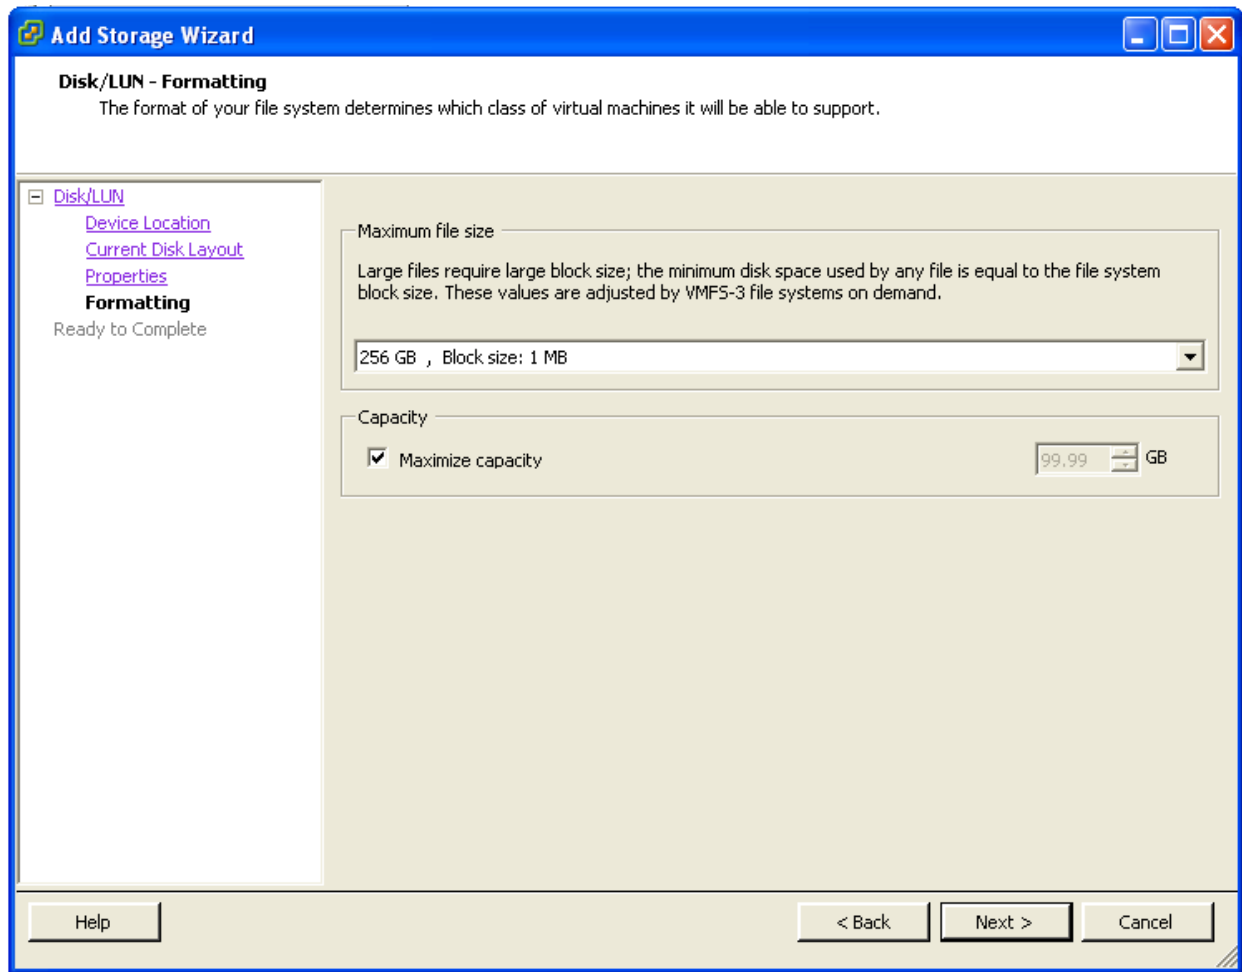 Add Storage Wizard
Disk/LUN - Formatting
The format of your file system determines which class of virtual machines it will be able to support.
Disk/LUN
Device Location
Current Disk Layout
Properties
Formatting
Ready to Complete
Maximum file size
Large files require large block size; the minimum disk space used by any file is equal to the file system
block size. These values are adjusted by VMFS-3 file systems on demand.
256 GB , Block size: 1 MB
Capacity
Maximize capacity
99.99 GB
Help
< Back
Next >
Cancel